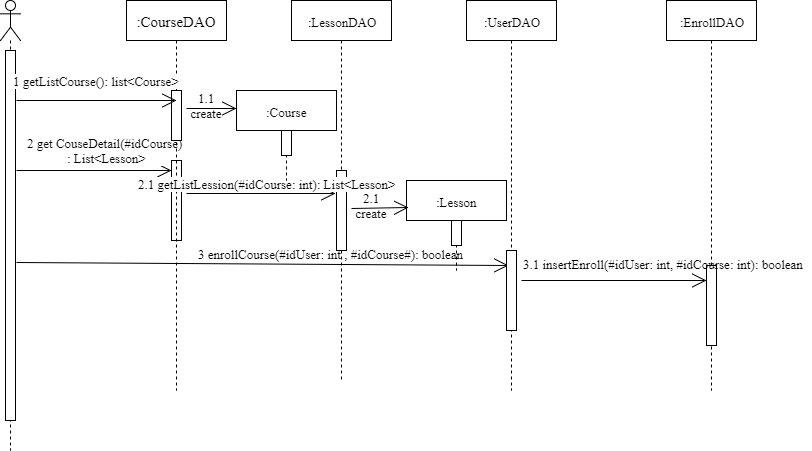 :CourseDAO
:LessonDAO
:UserDAO
:EnrollDAO
1 getListCourse(): list<Course>
1.1
create
:Course
2 get CouseDetail(#idCourse)
: List<Lesson>
2.1 getListLession(#idCourse: int): List<Lesson>
2.1
create
:Lesson
3 enrollCourse(#idUser: int , #idCourse#): boolean
3.1 insertEnroll(#idUser: int, #idCourse: int): boolean